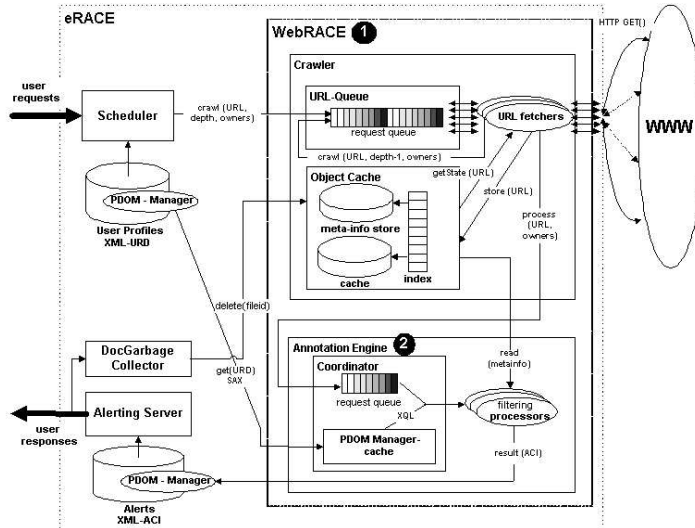 eRACE
WebRACE 1
HTTP GET()
user
requests
Scheduler
crawl (URL,
depth, owners)
Crawler
URL-Queue
request queue
URL fetchers
WWW
crawl (URL, depth-1, owners)
getState (URL)
store (URL)
process
(URL,
owners)
Object Cache
meta-info store
cache
index
PDOM - Manager
User Profiles
XML-URD
delete(fileid)
get(URD)
SAX
DocGarbage
Collector
Alerting Server
user
responses
PDOM - Manager
Alerts
XML-ACI
Annotation Engine 2
Coordinator
request queue
XQL
PDOM Manager-
cache
read
(metainfo)
filtering
processors
result (ACI)